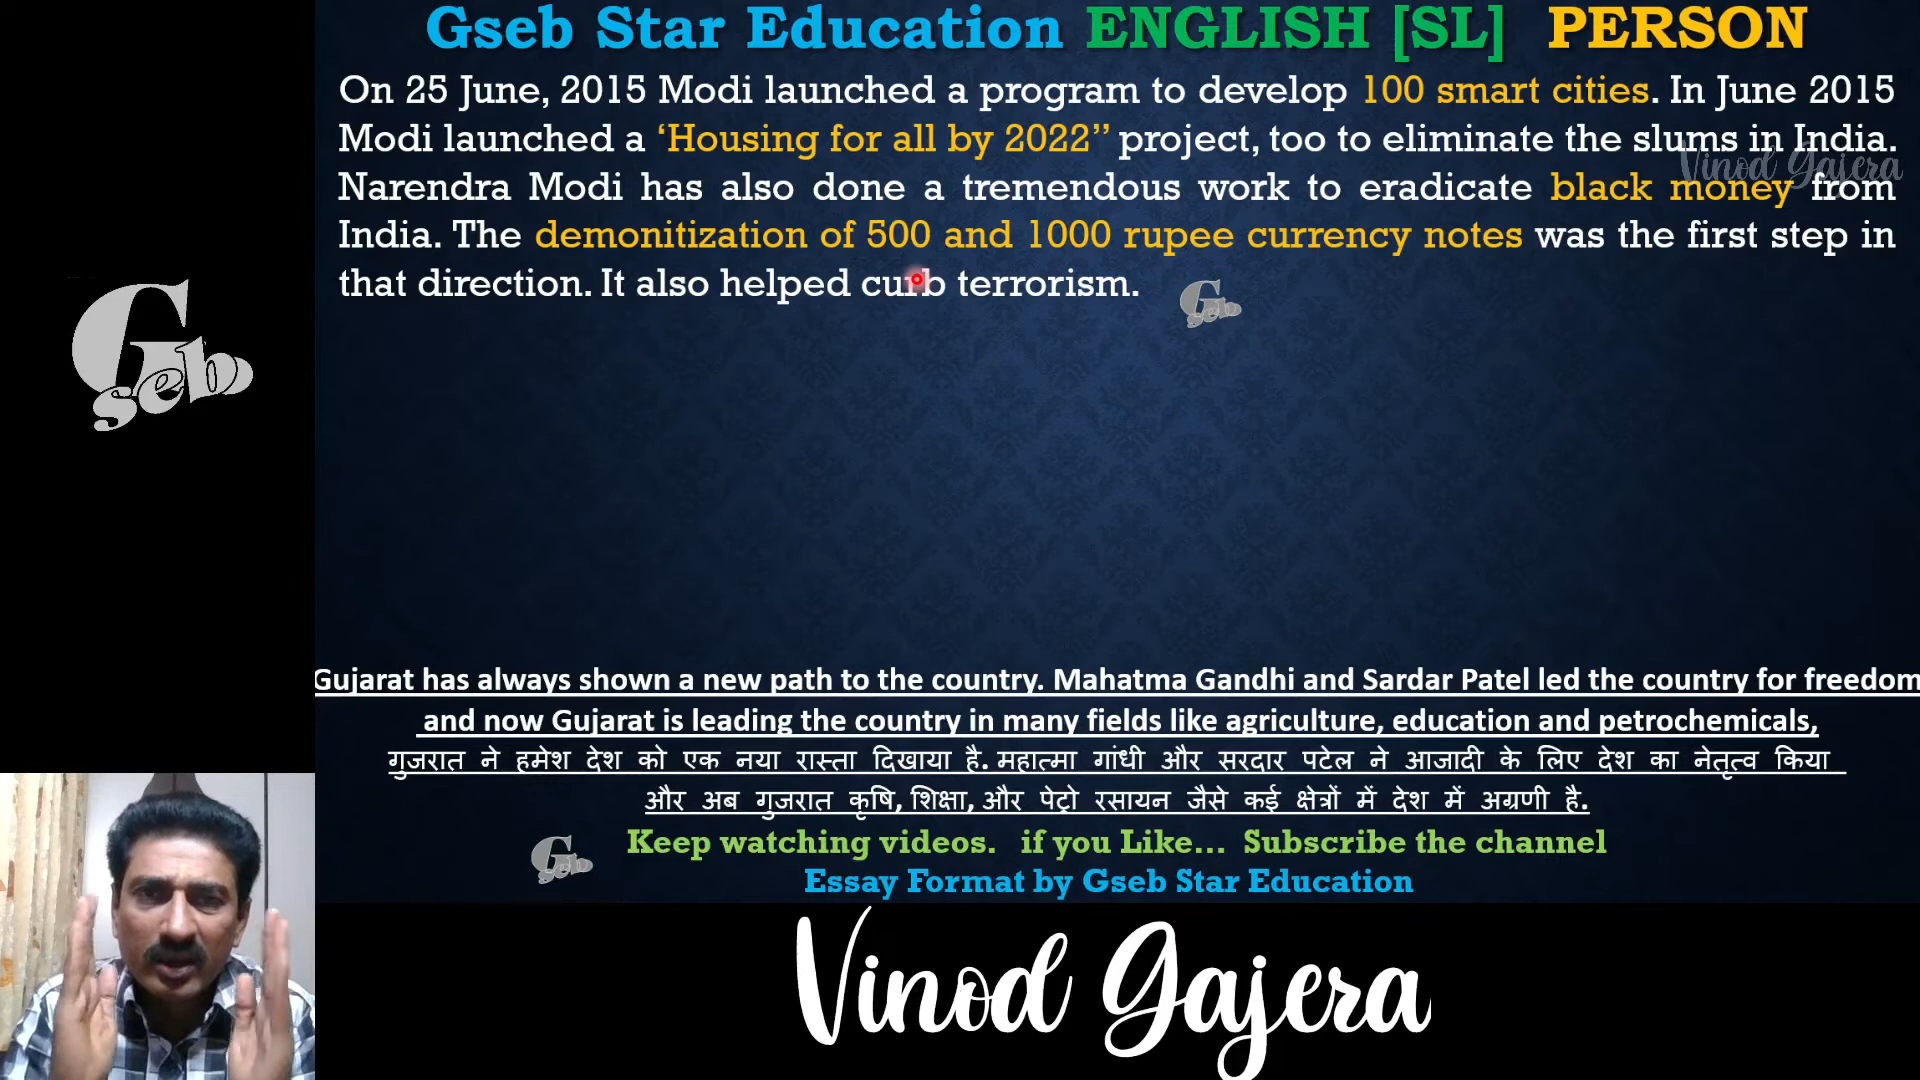 Gseb Star Education ENGLISH [SL] PERSON
On 25 June, 2015 Modi launched a program to develop 100 smart cities. In June 2015
Modi launched a ‘Housing for all by 2022” project, too to eliminate the slums in India.
Vinod Gajera
Narendra Modi has also done a tremendous work to eradicate black money from
India. The demonitization of 500 and 1000 rupee currency notes was the first step in
that direction. It also helped curb terrorism.
Gseb
Gseb
Gujarat has always shown a new path to the country. Mahatma Gandhi and Sardar Patel led the country for freedom
and now Gujarat is leading the country in many fields like agriculture, education and petrochemicals,
गुजरात ने हमेश देश को एक नया रास्ता दिखाया है. महात्मा गांधी और सरदार पटेल ने आजादी के लिए देश का नेतृत्व किया
और अब गुजरात कृषि, शिक्षा, और पेट्रो रसायन जैसे कई क्षेत्रों में देश में अग्रणी है.
Gseb
Keep watching videos. if you Like... Subscribe the channel
Essay Format by Gseb Star Education
Vinod Gajera